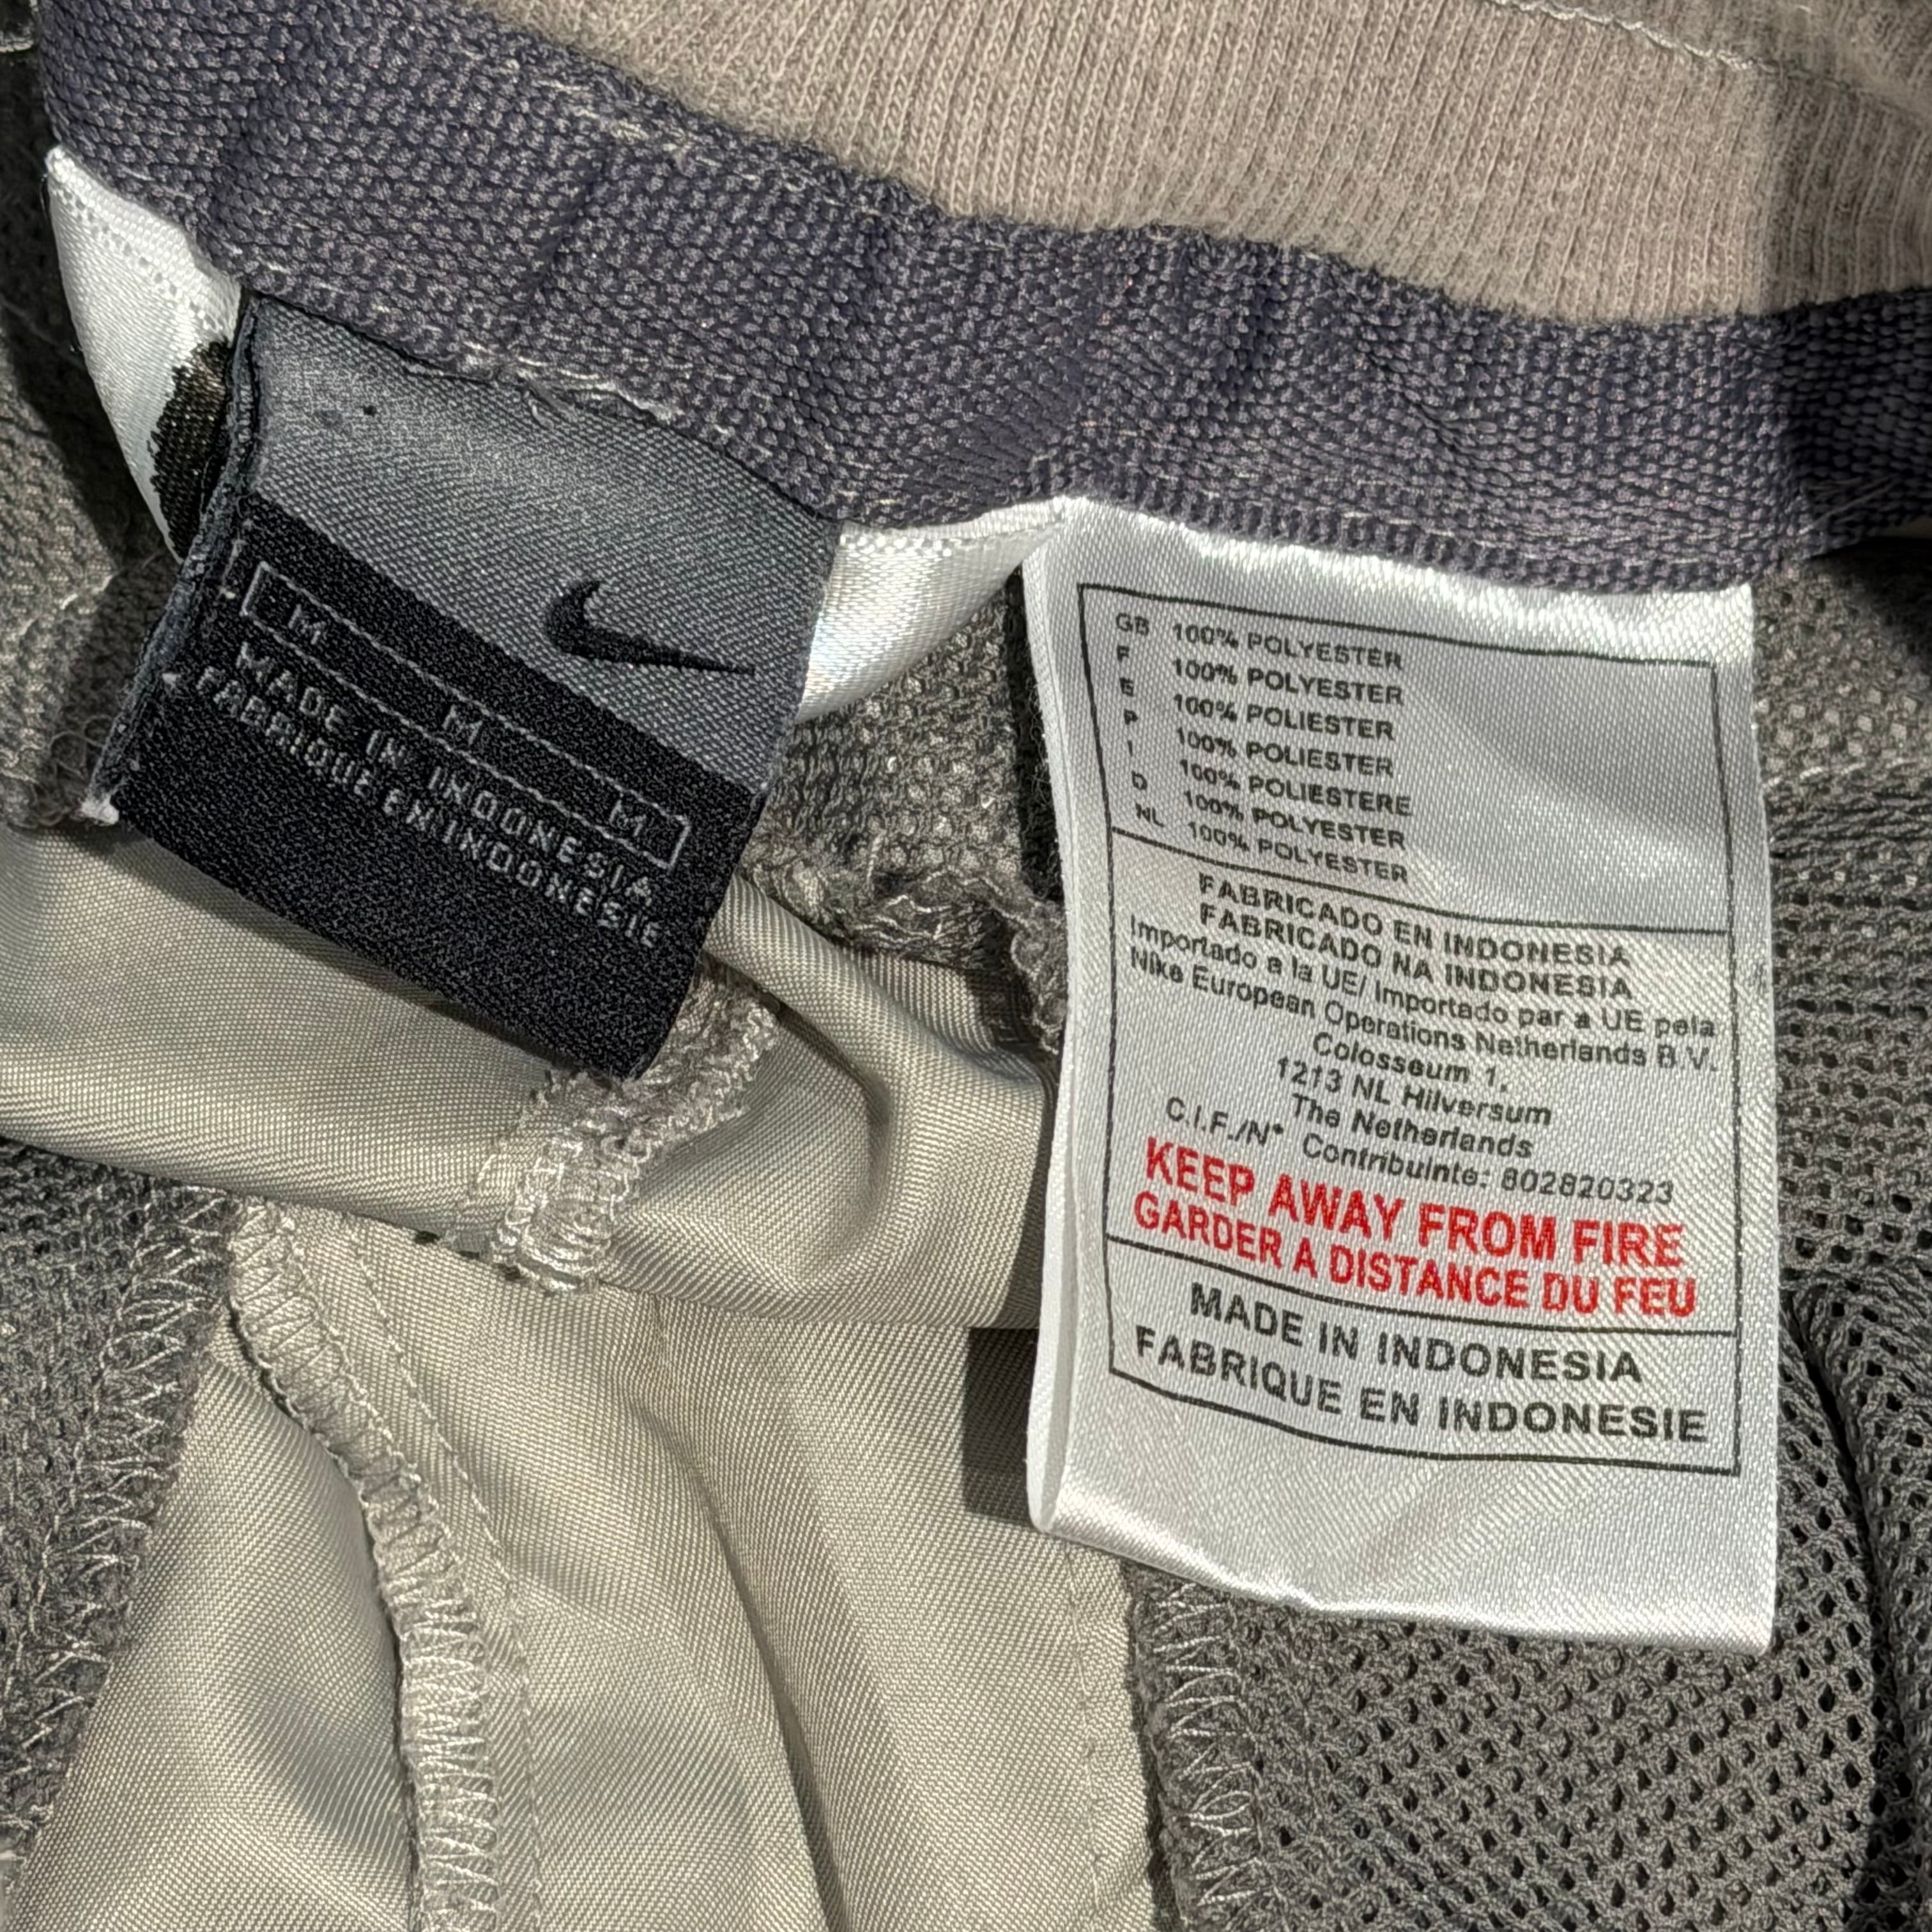 M M M
MADE IN INDONESIA
FABRIQUE EN INDONESIE
GB 100% POLYESTER
F 100% POLYESTER
E 100% POLIESTER
P 100% POLIESTER
I 100% POLIESTERE
D 100% POLYESTER
NL 100% POLYESTER
FABRICADO EN INDONESIA
FABRICADO NA INDONESIA
Importado a la UE/ Importado par a UE pela
Nike European Operations Netherlands B.V.
Colosseum 1,
1213 NL Hilversum
The Netherlands
C.I.F./N° Contribuinte: 802820323
KEEP AWAY FROM FIRE
GARDER A DISTANCE DU FEU
MADE IN INDONESIA
FABRIQUE EN INDONESIE